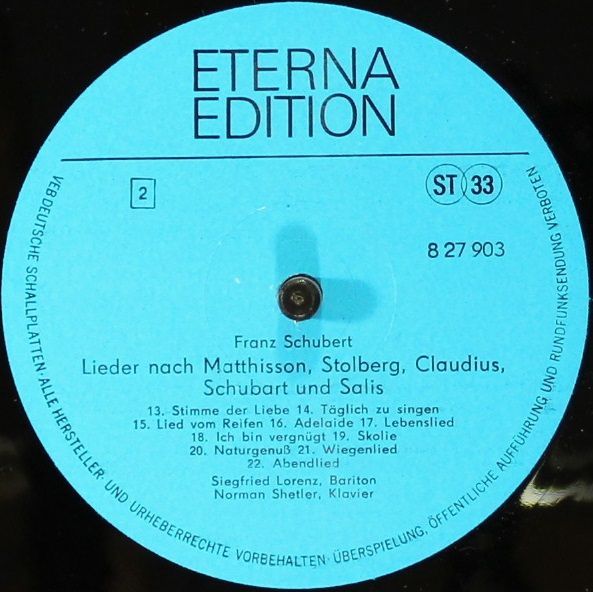 ETERNA
EDITION
2
ST 33
8 27 903
Franz Schubert
Lieder nach Matthisson, Stolberg, Claudius,
Schubart und Salis
13. Stimme der Liebe 14. Täglich zu singen
15. Lied vom Reifen 16. Adelaide 17. Lebenslied
18. Ich bin vergnügt 19. Skolie
20. Naturgenuß 21. Wiegenlied
22. Abendlied
Siegfried Lorenz, Bariton
Norman Shetler, Klavier
VEB DEUTSCHE SCHALLPLATTEN · ALLE HERSTELLER- UND URHEBERRECHTE VORBEHALTEN · ÜBERSPIELUNG, ÖFFENTLICHE AUFFÜHRUNG UND RUNDFUNKSENDUNG VERBOTEN